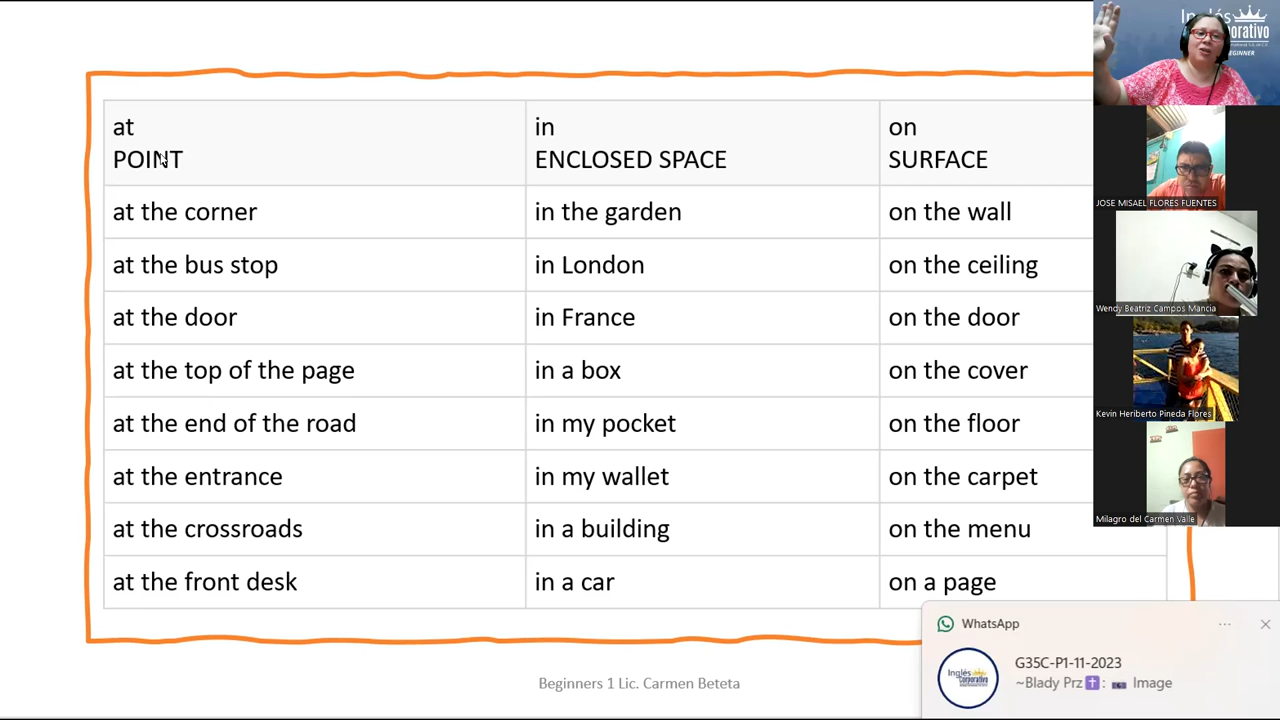 at
POINT
in
ENCLOSED SPACE
on
SURFACE
at the corner
in the garden
on the wall
at the bus stop
in London
on the ceiling
at the door
in France
on the door
at the top of the page
in a box
on the cover
at the end of the road
in my pocket
on the floor
at the entrance
in my wallet
on the carpet
at the crossroads
in a building
on the menu
at the front desk
in a car
on a page
Beginners 1 Lic. Carmen Beteta
JOSE MISAEL FLORES FUENTES
Wendy Beatriz Campos Mancia
Kevin Heriberto Pineda Flores
Milagro del Carmen Valle
WhatsApp
G35C-P1-11-2023
~Blady Prz✝️: 📷 Image
Inglés
Corporativo